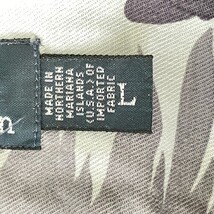 m
MADE IN
NORTHERN
MARIANA
ISLANDS
(U.S.A.) OF
IMPORTED
FABRIC
L